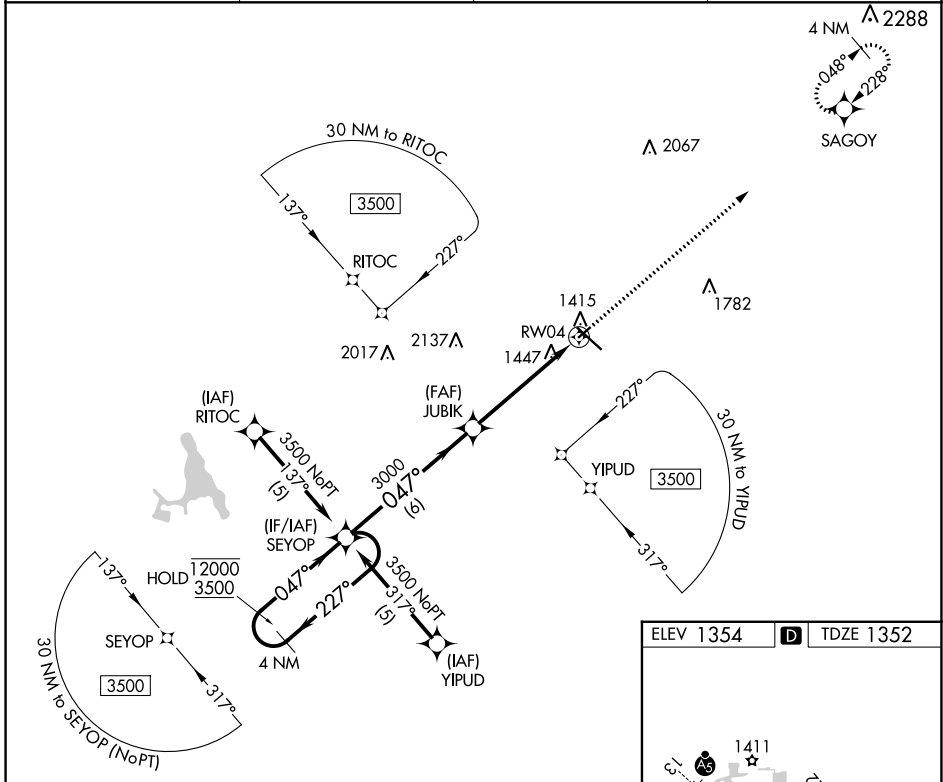 2288
4 NM
048°
228°
SAGOY
30 NM to RITOC
2067
3500
137°
227°
RITOC
1415
1782
RW04
2017
2137
1447
(FAF)
JUBIK
(IAF)
RITOC
3500 NoPT
137°
(5)
3000
047°
(6)
227°
30 NM to YIPUD
YIPUD
3500
317°
(IF/IAF)
SEYOP
HOLD
12000
3500
047°
227°
4 NM
3500 NoPT
317°
(5)
(IAF)
YIPUD
137°
SEYOP
3500
317°
30 NM to SEYOP (NoPT)
ELEV 1354
D
TDZE 1352
1411
A5
13